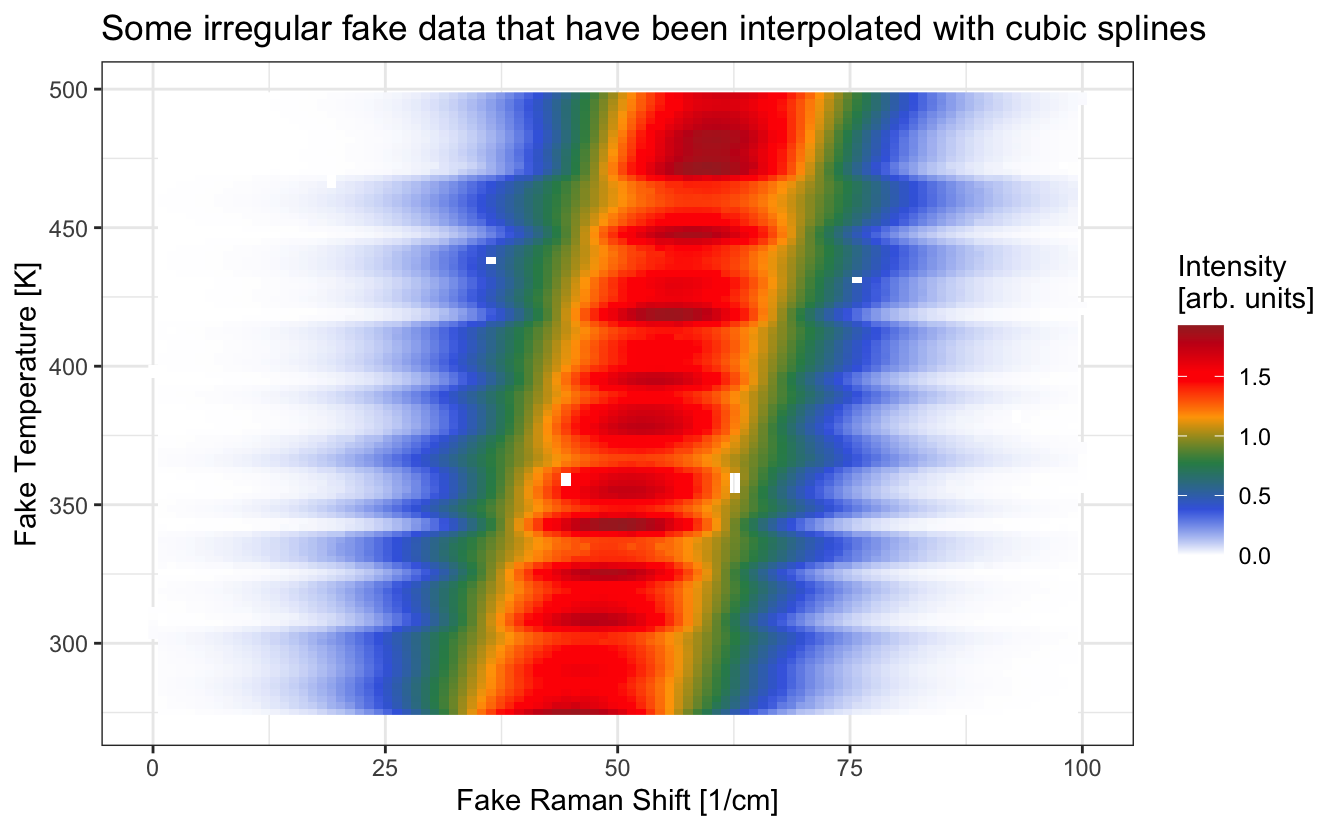 Some irregular fake data that have been interpolated with cubic splines
500
450
400
350
300
Fake Temperature [K]
0 25 50 75 100
Fake Raman Shift [1/cm]
Intensity
[arb. units]
1.5
1.0
0.5
0.0